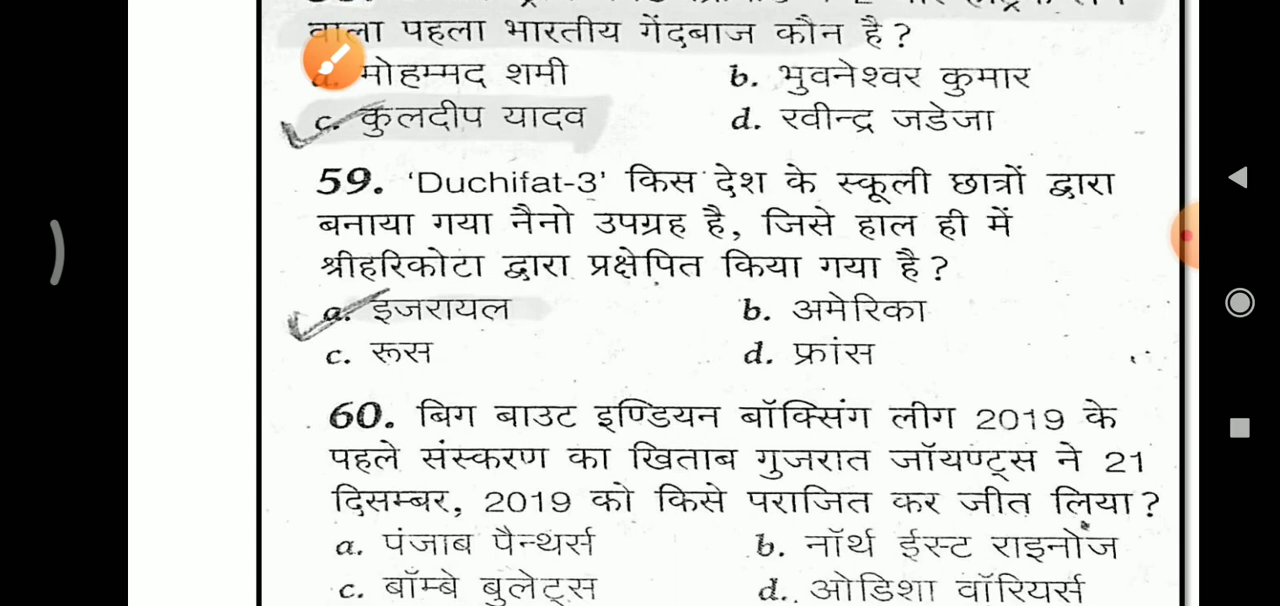 वाला पहला भारतीय गेंदबाज कौन है?
a. मोहम्मद शमी b. भुवनेश्वर कुमार
c. कुलदीप यादव d. रवीन्द्र जडेजा
59. 'Duchifat-3' किस देश के स्कूली छात्रों द्वारा
बनाया गया नैनो उपग्रह है, जिसे हाल ही में
श्रीहरिकोटा द्वारा प्रक्षेपित किया गया है?
a. इजरायल b. अमेरिका
c. रूस d. फ्रांस
60. बिग बाउट इण्डियन बॉक्सिंग लीग 2019 के
पहले संस्करण का खिताब गुजरात जॉयण्ट्स ने 21
दिसम्बर, 2019 को किसे पराजित कर जीत लिया?
a. पंजाब पैन्थर्स b. नॉर्थ ईस्ट राइनोज
c. बॉम्बे बुलेट्स d. ओडिशा वॉरियर्स